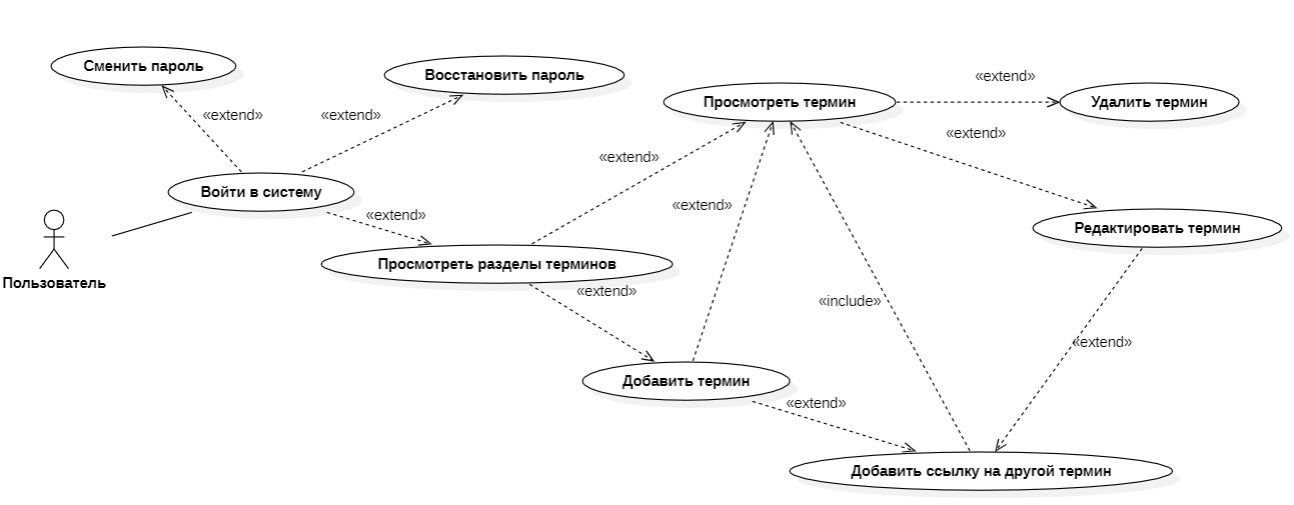 Сменить пароль
Восстановить пароль
«extend»
«extend»
Просмотреть термин
«extend»
Удалить термин
«extend»
«extend»
Войти в систему
«extend»
«extend»
Редактировать термин
Пользователь
Просмотреть разделы терминов
«extend»
«include»
«extend»
Добавить термин
«extend»
Добавить ссылку на другой термин